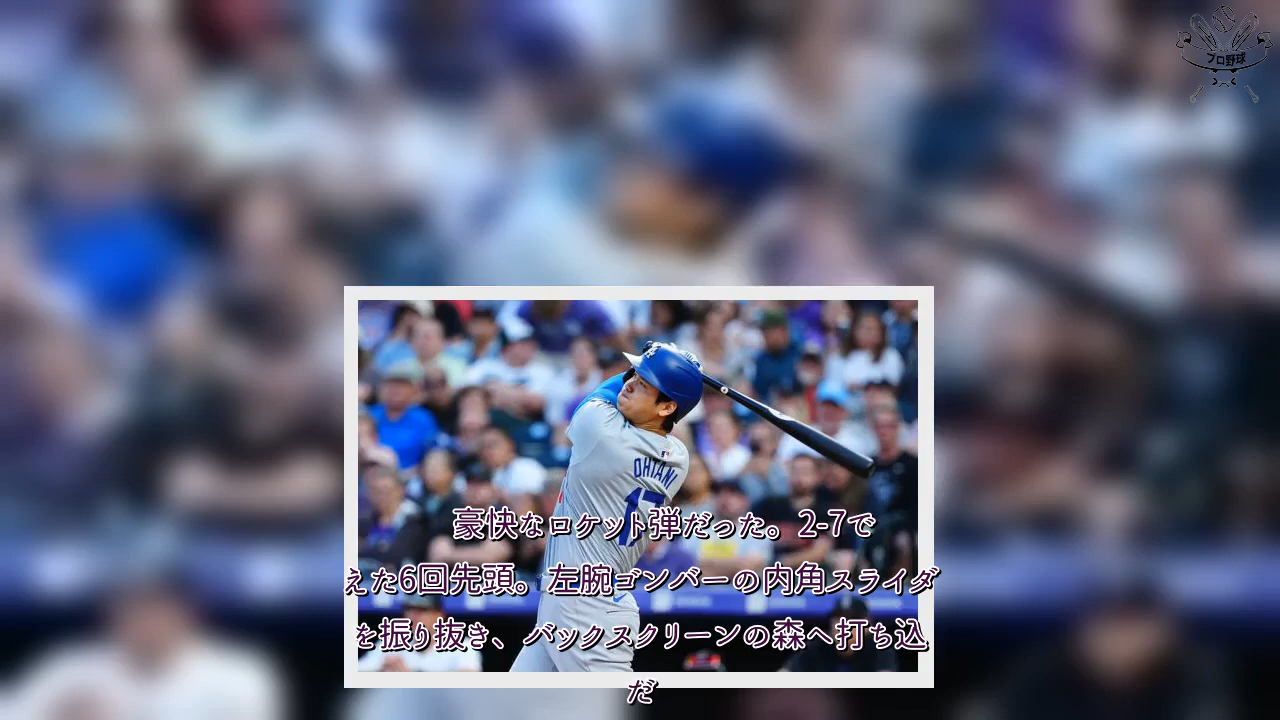 プロ野球
OHTANI
17
豪快なロケット弾だった。2-7で
えた6回先頭。左腕ゴンバーの内角スライダ
を振り抜き、バックスクリーンの森へ打ち込
だ